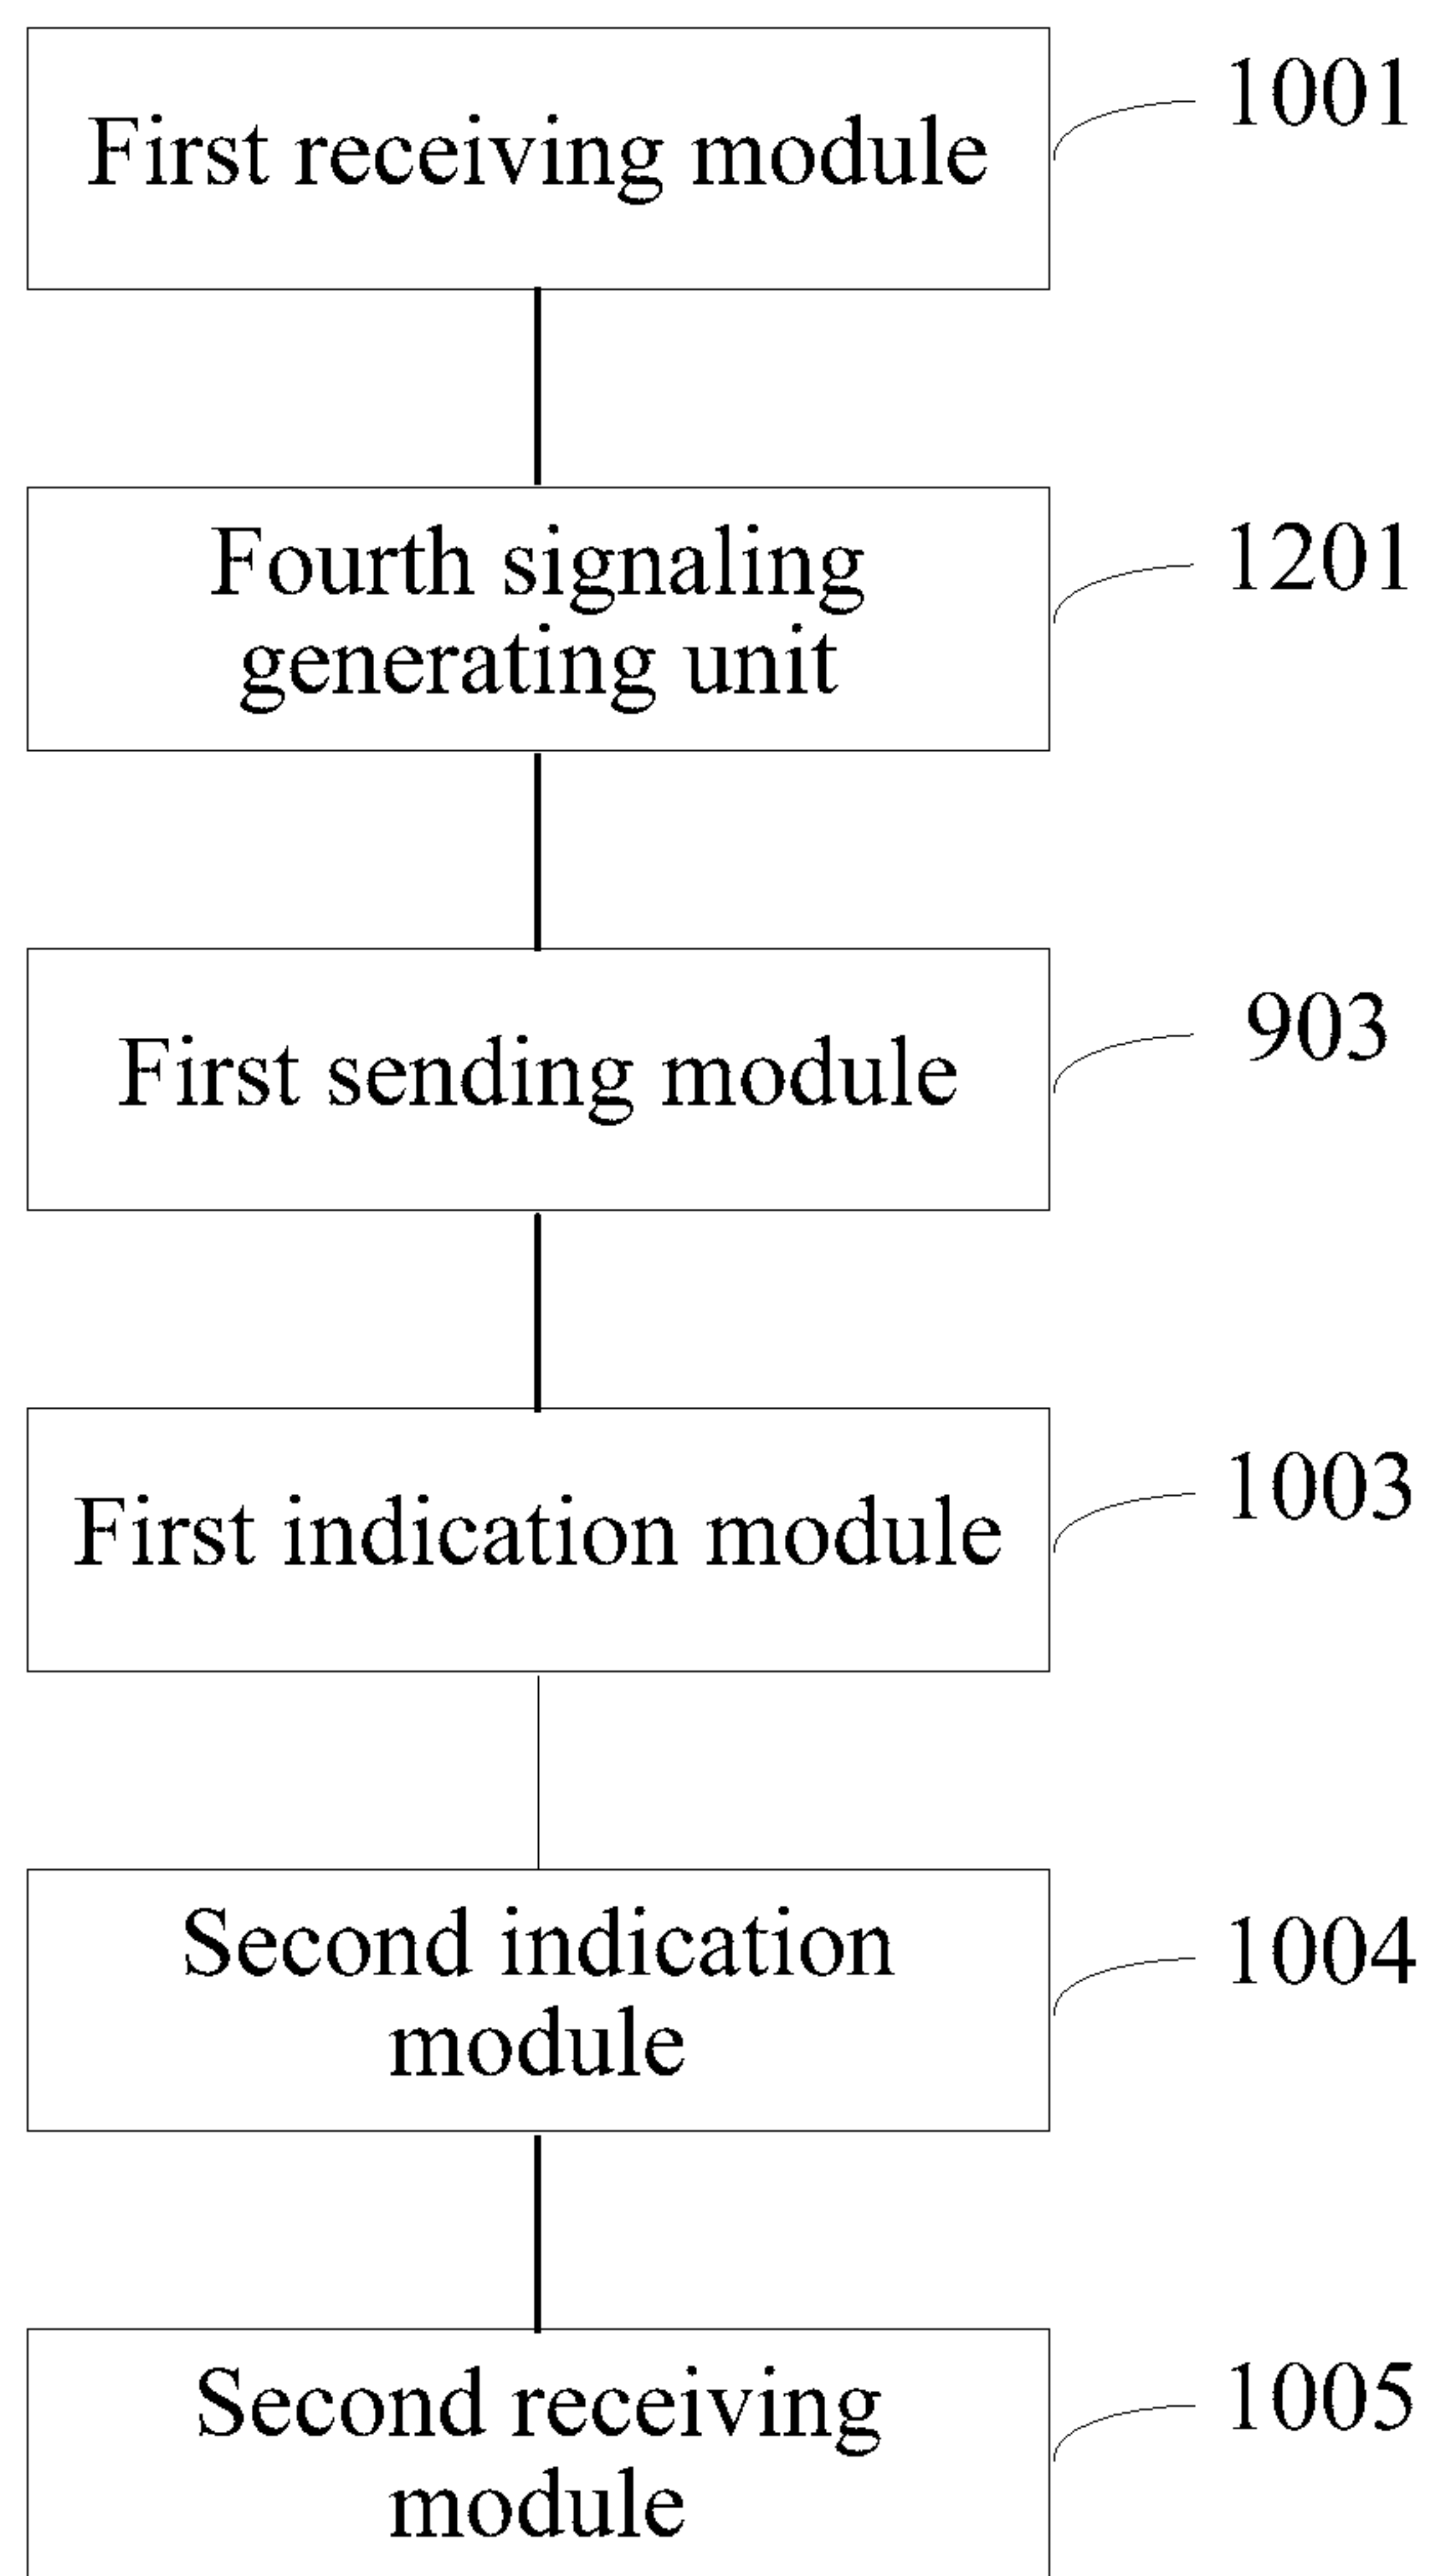 First receiving module
1001
Fourth signaling
generating unit
1201
First sending module
903
First indication module
1003
Second indication
module
1004
Second receiving
module
1005